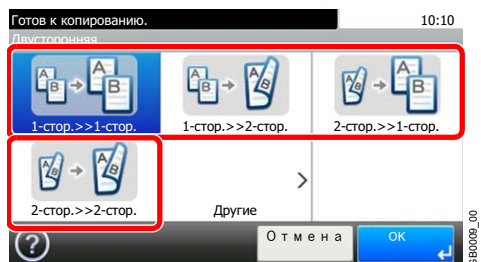 Готов к копированию. 10:10
Двусторонняя
A B A B A B A B A B A B
1-стор.>>1-стор. 1-стор.>>2-стор. 2-стор.>>1-стор.
A B A B
2-стор.>>2-стор. Другие
? Отмена OK